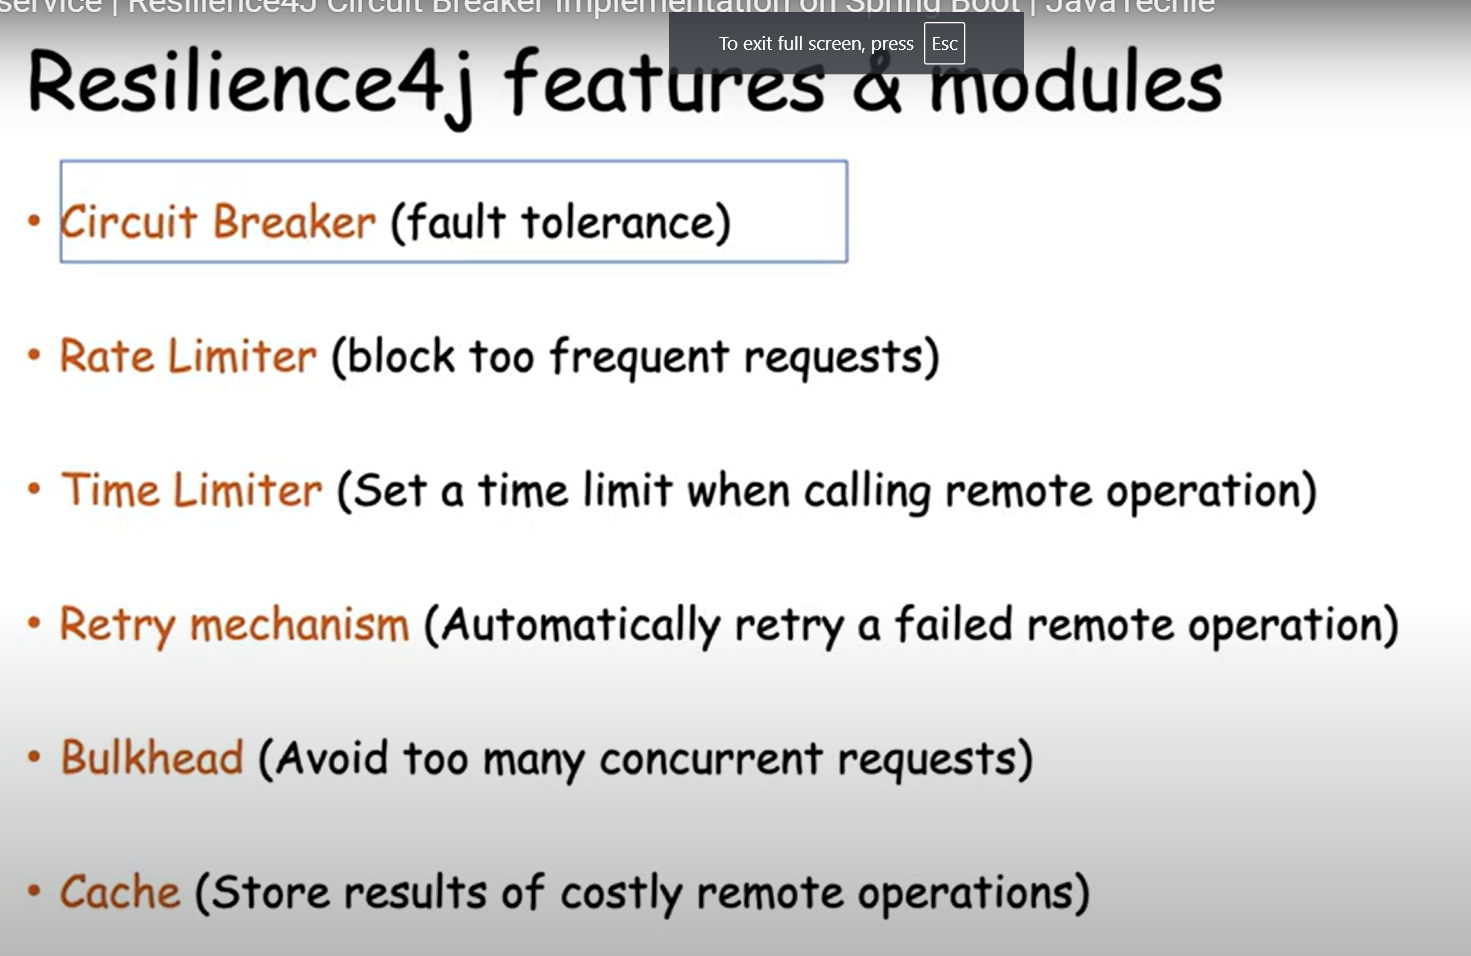 service | Resilience4J Circuit Breaker Implementation on Spring Boot | JavaTechie
To exit full screen, press Esc
Resilience4j features & modules
• Circuit Breaker (fault tolerance)
• Rate Limiter (block too frequent requests)
• Time Limiter (Set a time limit when calling remote operation)
• Retry mechanism (Automatically retry a failed remote operation)
• Bulkhead (Avoid too many concurrent requests)
• Cache (Store results of costly remote operations)